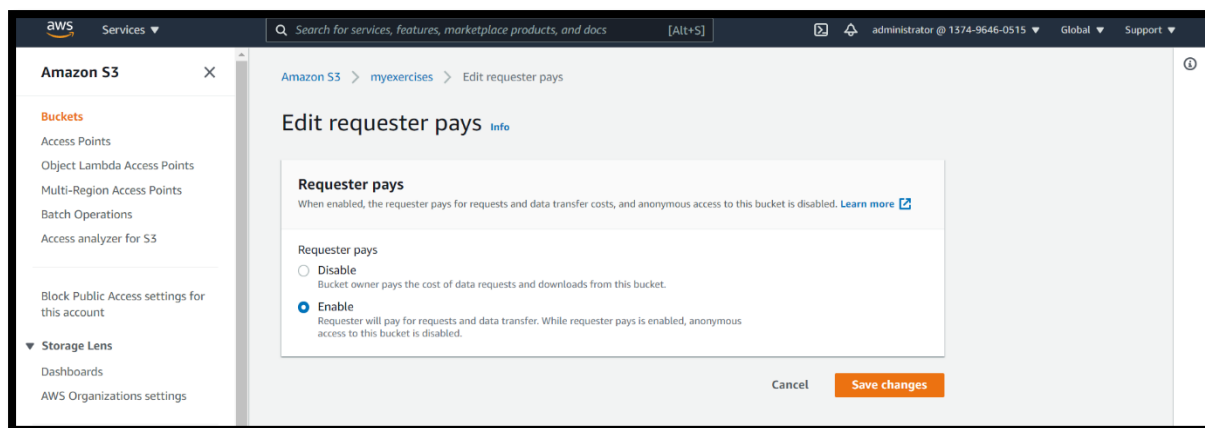 aws Services ▼ Search for services, features, marketplace products, and docs [Alt+S] administrator @ 1374-9646-0515 ▼ Global ▼ Support ▼
Amazon S3
Buckets
Access Points
Object Lambda Access Points
Multi-Region Access Points
Batch Operations
Access analyzer for S3
Block Public Access settings for
this account
▼ Storage Lens
Dashboards
AWS Organizations settings
Amazon S3 > myexercises > Edit requester pays
Edit requester pays Info
Requester pays
When enabled, the requester pays for requests and data transfer costs, and anonymous access to this bucket is disabled. Learn more
Requester pays
Disable
Bucket owner pays the cost of data requests and downloads from this bucket.
Enable
Requester will pay for requests and data transfer. While requester pays is enabled, anonymous
access to this bucket is disabled.
Cancel Save changes